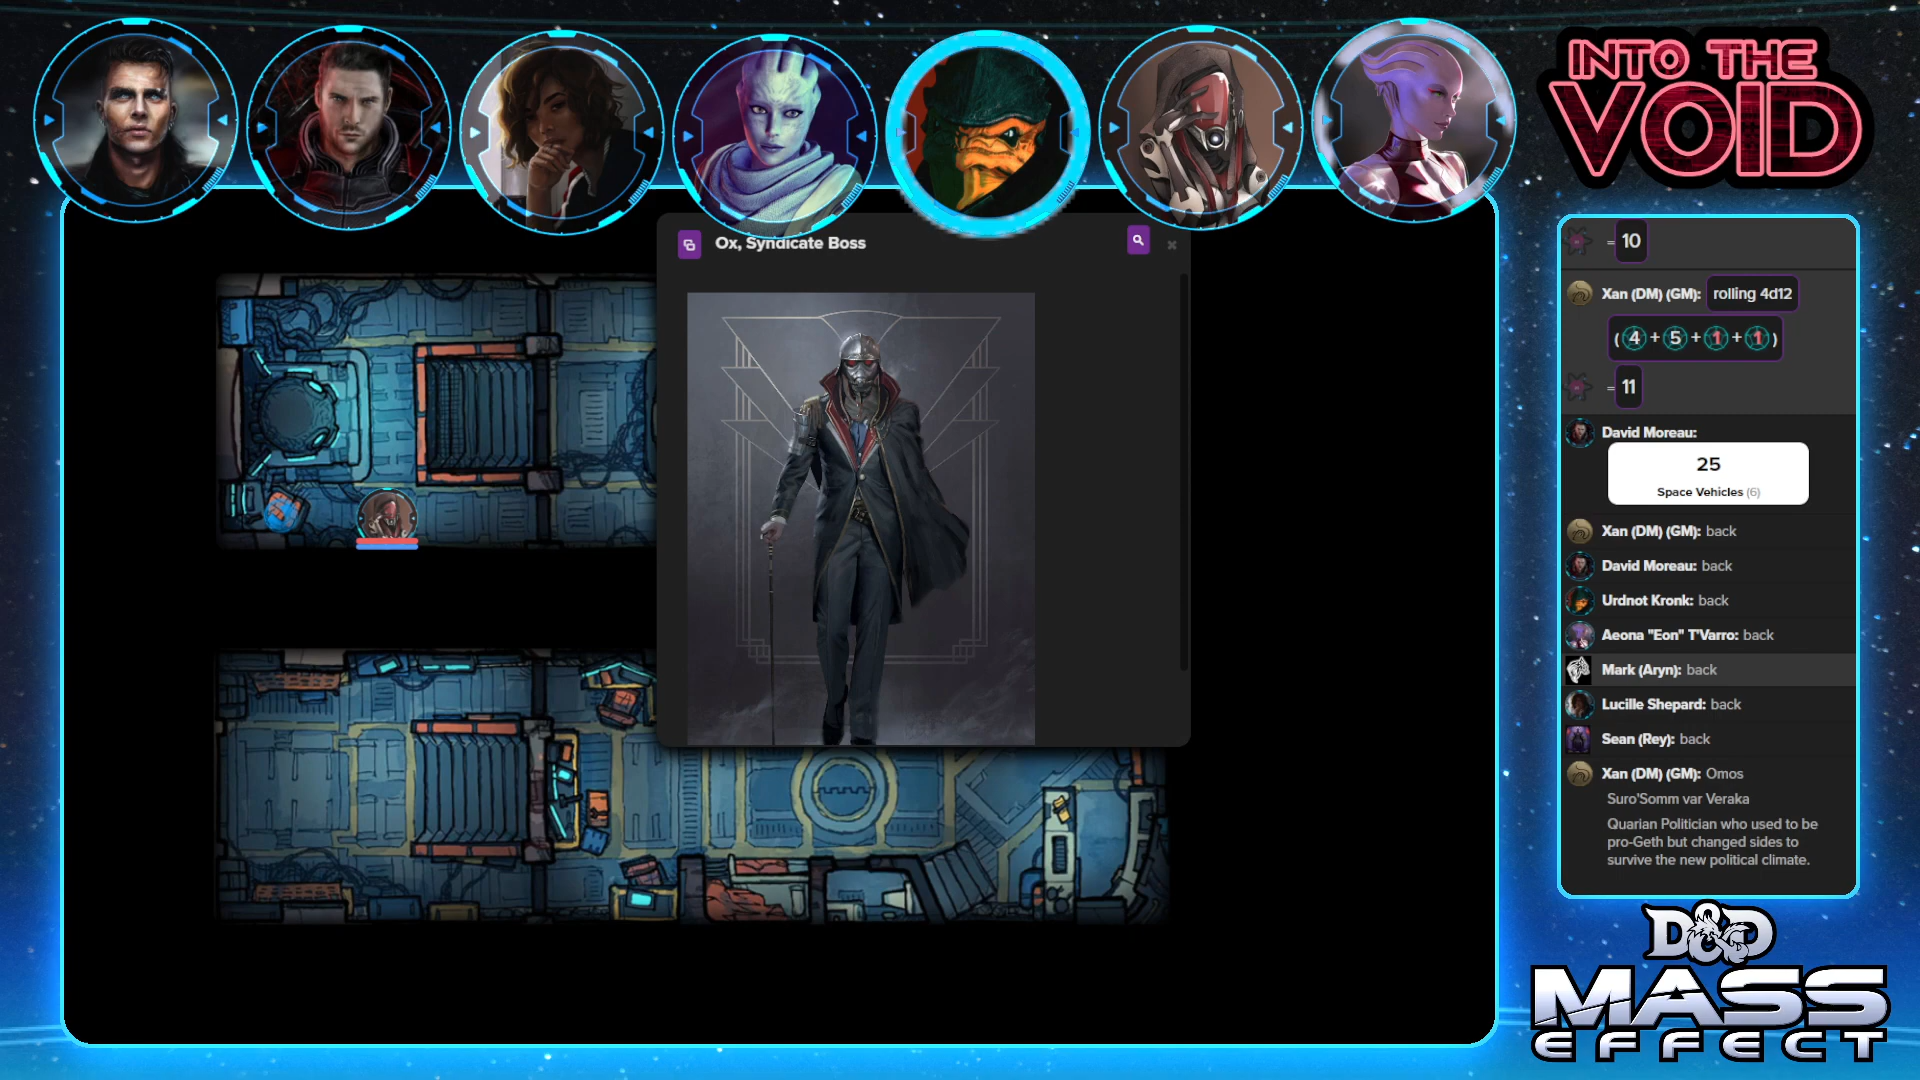 INTO THE
VOID
Ox, Syndicate Boss
= 10
Xan (DM) (GM): rolling 4d12
(4+5+1+1)
= 11
David Moreau:
25
Space Vehicles (6)
Xan (DM) (GM): back
David Moreau: back
Urdnot Kronk: back
Aeona "Eon" T'Varro: back
Mark (Aryn): back
Lucille Shepard: back
Sean (Rey): back
Xan (DM) (GM): Omos
Suro'Somm var Veraka
Quarian Politician who used to be
pro-Geth but changed sides to
survive the new political climate.
D&D
MASS
EFFECT